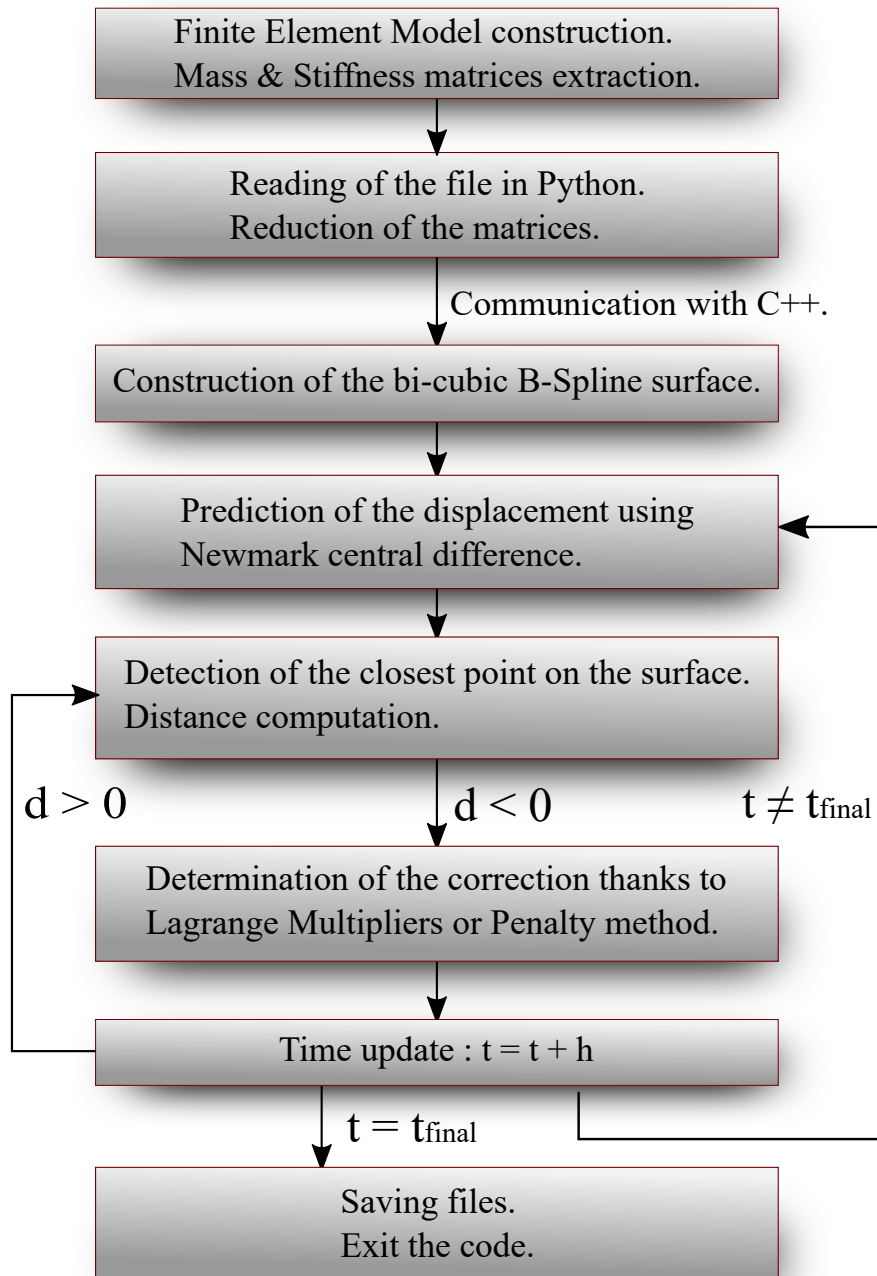 Finite Element Model construction.
Mass & Stiffness matrices extraction.
Reading of the file in Python.
Reduction of the matrices.
Communication with C++.
Construction of the bi-cubic B-Spline surface.
Prediction of the displacement using
Newmark central difference.
Detection of the closest point on the surface.
Distance computation.
d > 0
d < 0
t ≠ tfinal
Determination of the correction thanks to
Lagrange Multipliers or Penalty method.
Time update : t = t + h
t = tfinal
Saving files.
Exit the code.